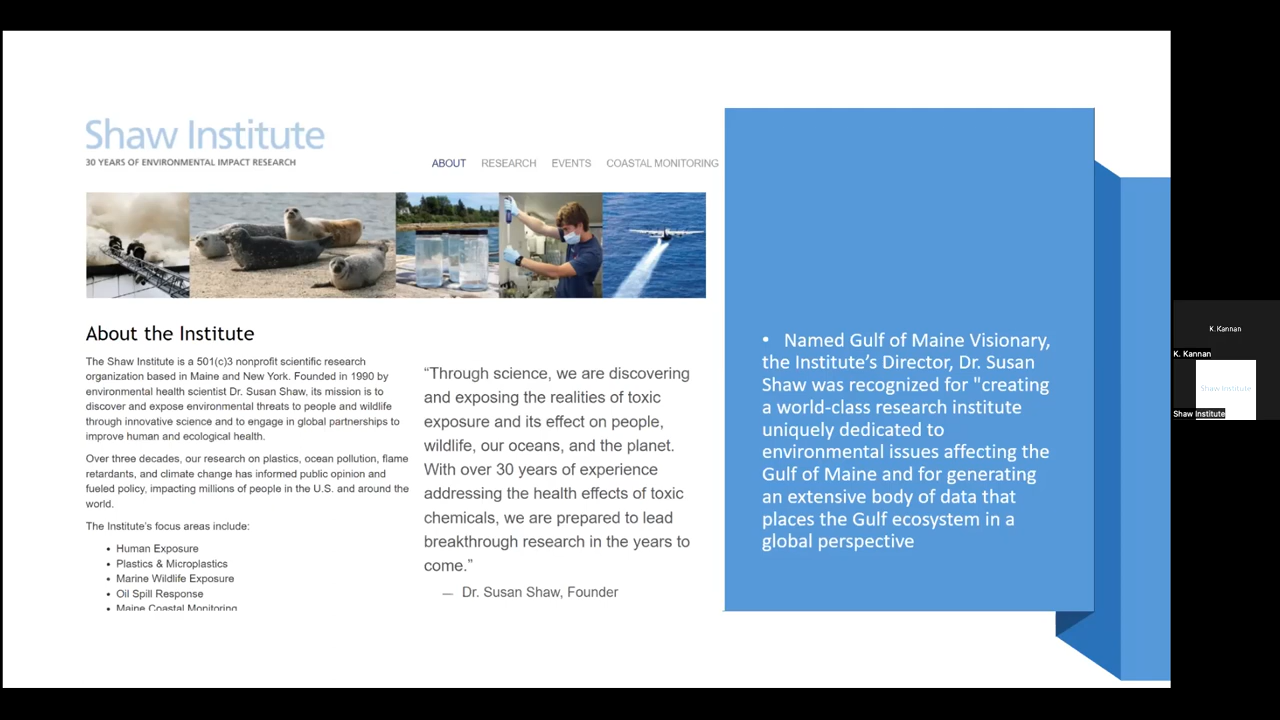 Shaw Institute
30 YEARS OF ENVIRONMENTAL IMPACT RESEARCH
ABOUT RESEARCH EVENTS COASTAL MONITORING
About the Institute
The Shaw Institute is a 501(c)3 nonprofit scientific research
organization based in Maine and New York. Founded in 1990 by
environmental health scientist Dr. Susan Shaw, its mission is to
discover and expose environmental threats to people and wildlife
through innovative science and to engage in global partnerships to
improve human and ecological health.
Over three decades, our research on plastics, ocean pollution, flame
retardants, and climate change has informed public opinion and
fueled policy, impacting millions of people in the U.S. and around the
world.
The Institute's focus areas include:
• Human Exposure
• Plastics & Microplastics
• Marine Wildlife Exposure
• Oil Spill Response
• Maine Coastal Monitoring
“Through science, we are discovering
and exposing the realities of toxic
exposure and its effect on people,
wildlife, our oceans, and the planet.
With over 30 years of experience
addressing the health effects of toxic
chemicals, we are prepared to lead
breakthrough research in the years to
come.”
— Dr. Susan Shaw, Founder
• Named Gulf of Maine Visionary,
the Institute’s Director, Dr. Susan
Shaw was recognized for "creating
a world-class research institute
uniquely dedicated to
environmental issues affecting the
Gulf of Maine and for generating
an extensive body of data that
places the Gulf ecosystem in a
global perspective
K. Kannan
K. Kannan
Shaw Institute
Shaw Institute